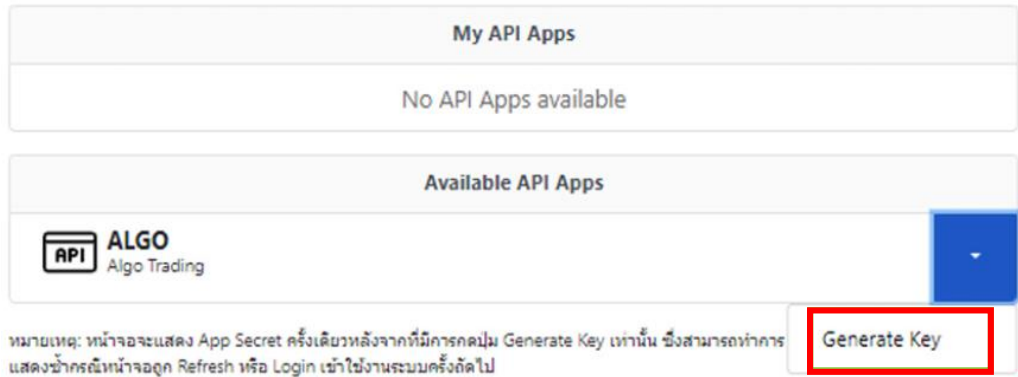 My API Apps
No API Apps available
Available API Apps
API
ALGO
Algo Trading
Generate Key
หมายเหตุ: หน้าจอจะแสดง App Secret ครั้งเดียวหลังจากที่มีการกดปุ่ม Generate Key เท่านั้น ซึ่งสามารถทำการ
แสดงซ้ำกรณีหน้าจอถูก Refresh หรือ Login เข้าใช้งานระบบครั้งถัดไป